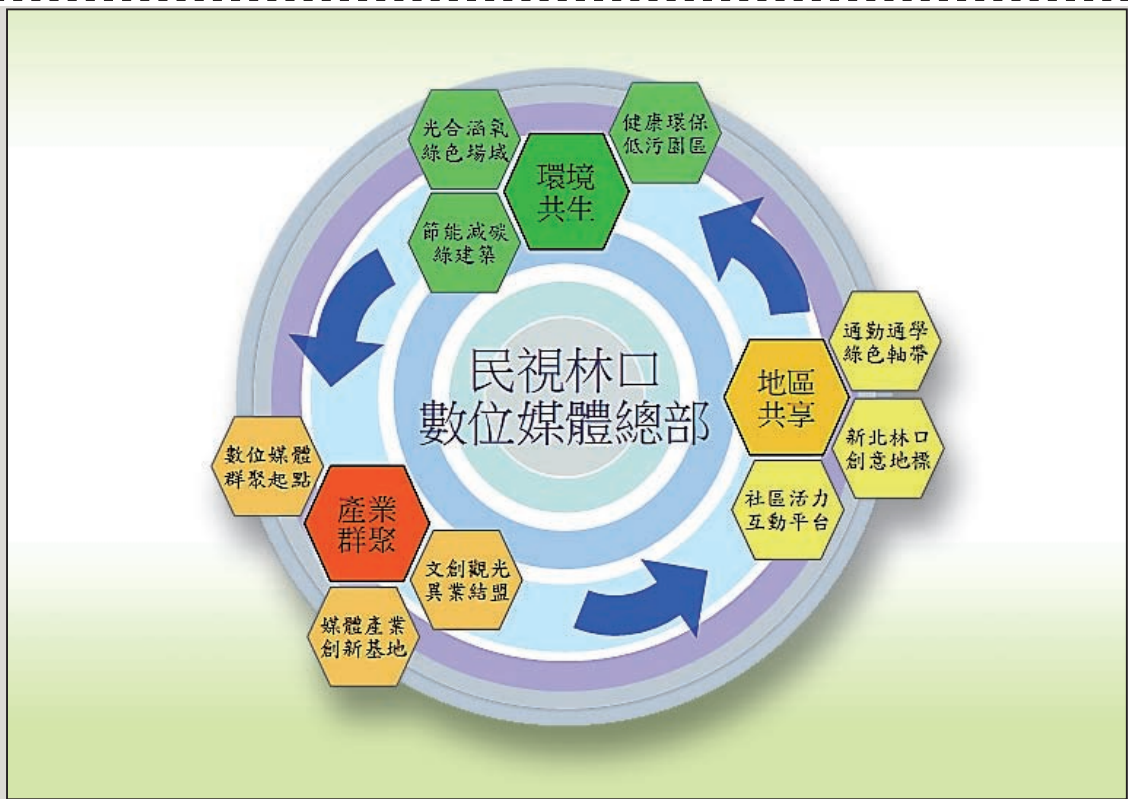 光合涵氧
綠色場域
健康環保
低污園區
環境
共生
節能減碳
綠建築
民視林口
數位媒體總部
通勤通學
綠色軸帶
地區
共享
新北林口
創意地標
社區活力
互動平台
數位媒體
群聚起點
產業
群聚
文創觀光
異業結盟
媒體產業
創新基地